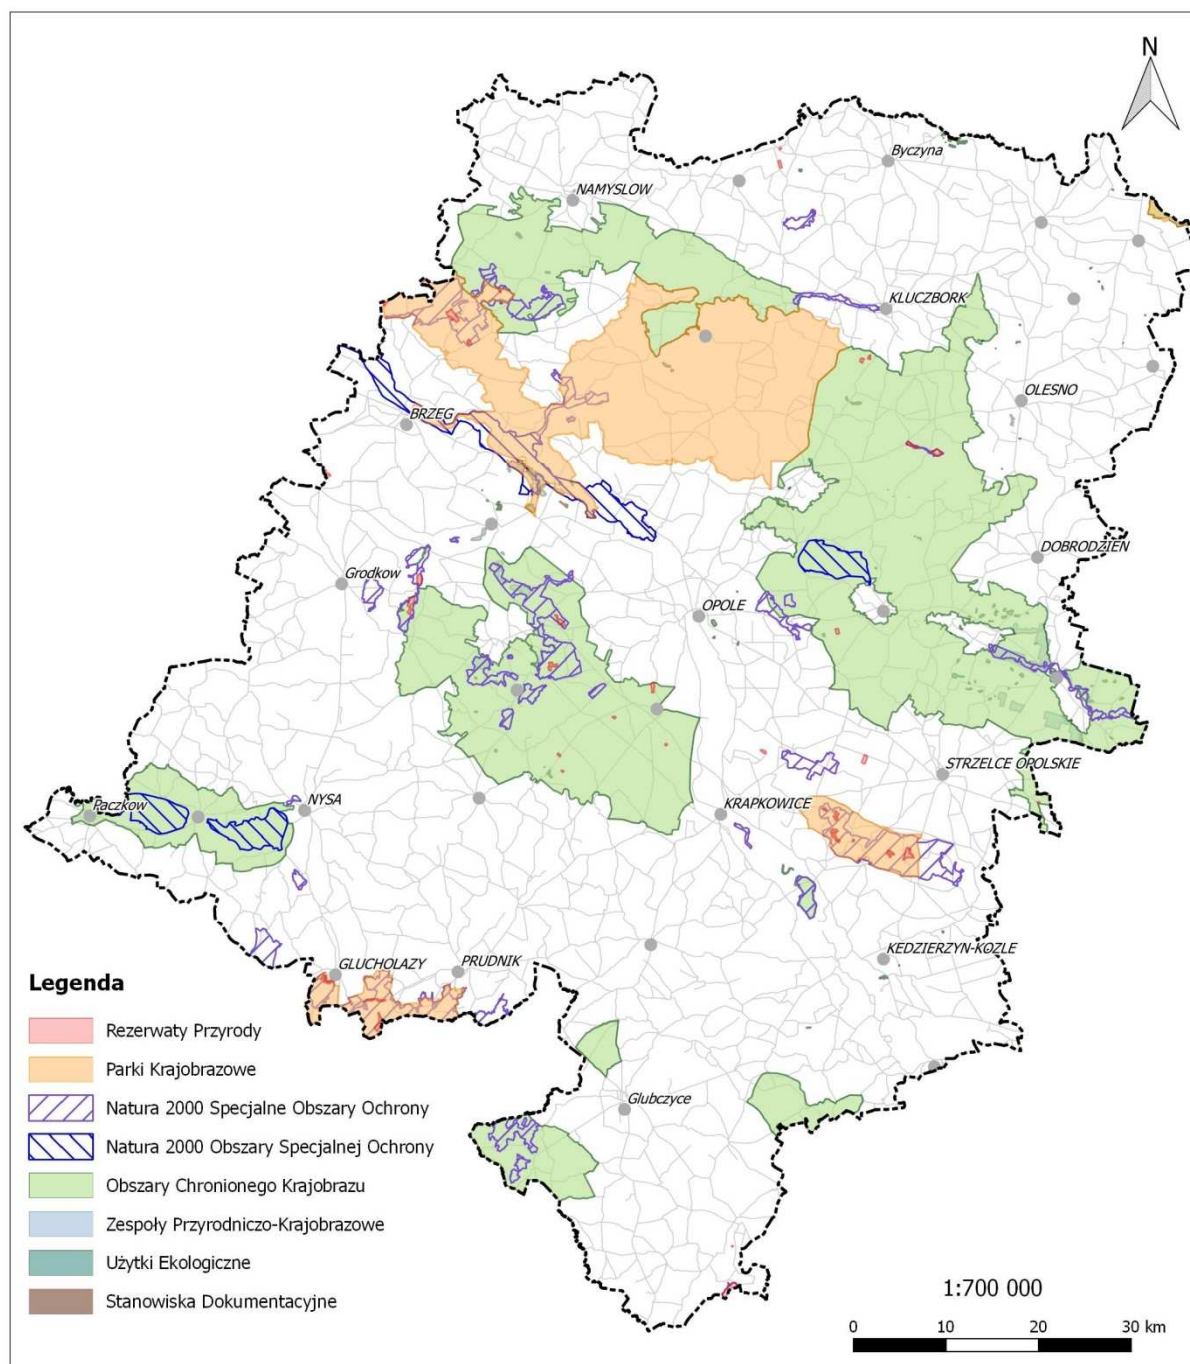 N
Byczyna
NAMYSLOW
KLUCZBORK
OLESNO
BRZEG
DOBRODZIEN
Grodkow
OPOLE
STRZELCE OPOLSKIE
Paczkow
NYSA
KRAPKOWICE
KEDZIERZYN-KOZLE
GLUCHOLAZY
PRUDNIK
Glubczyce
Legenda
Rezerwaty Przyrody
Parki Krajobrazowe
Natura 2000 Specjalne Obszary Ochrony
Natura 2000 Obszary Specjalnej Ochrony
Obszary Chronionego Krajobrazu
Zespoły Przyrodniczo-Krajobrazowe
Użytki Ekologiczne
Stanowiska Dokumentacyjne
1:700 000
0 10 20 30 km